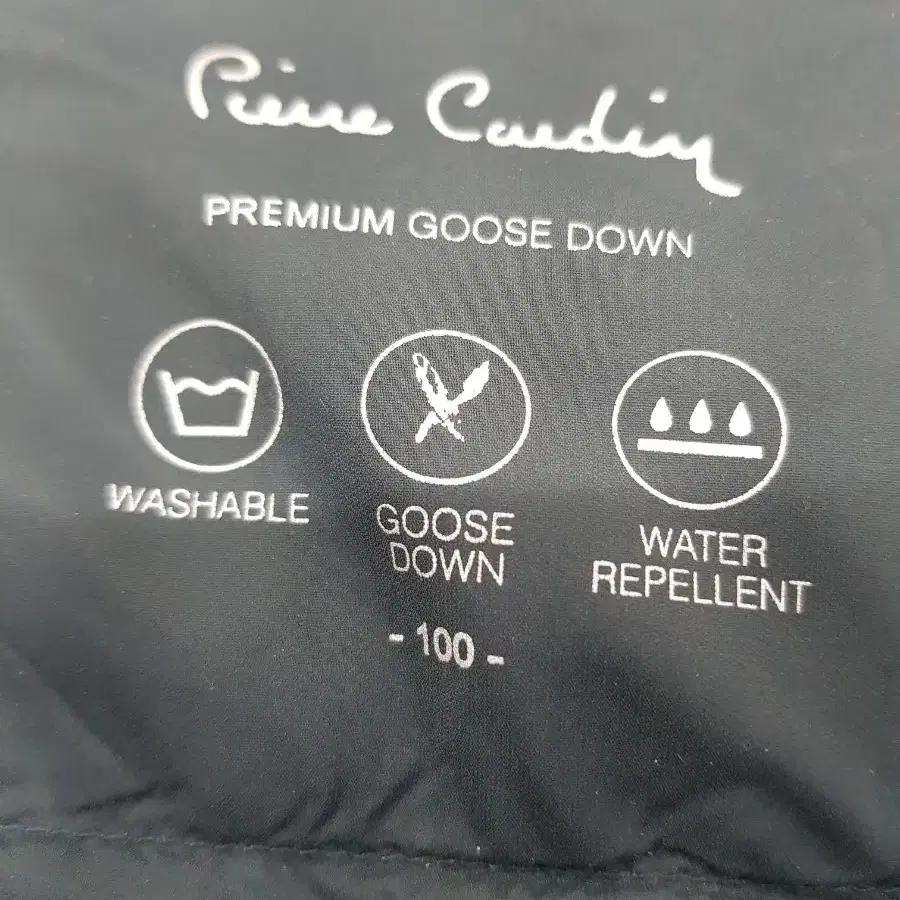 Pierre Cardin
PREMIUM GOOSE DOWN
WASHABLE
GOOSE
DOWN
WATER
REPELLENT
- 100 -